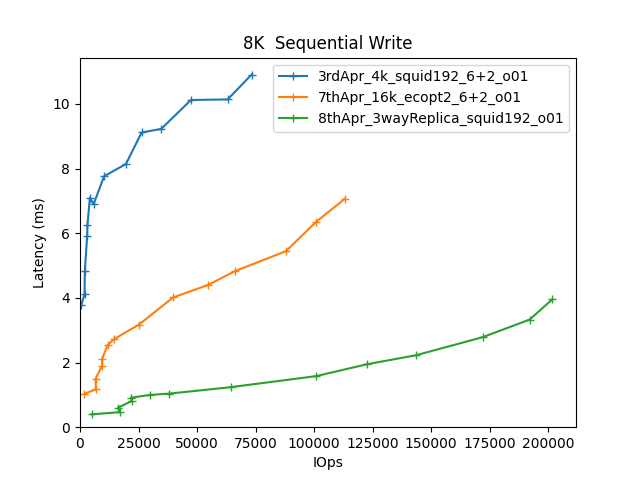 8K  Sequential Write
3rdApr_4k_squid192_6+2_o01
7thApr_16k_ecopt2_6+2_o01
8thApr_3wayReplica_squid192_o01
Latency (ms)
10
8
6
4
2
0
0 25000 50000 75000 100000 125000 150000 175000 200000
IOps